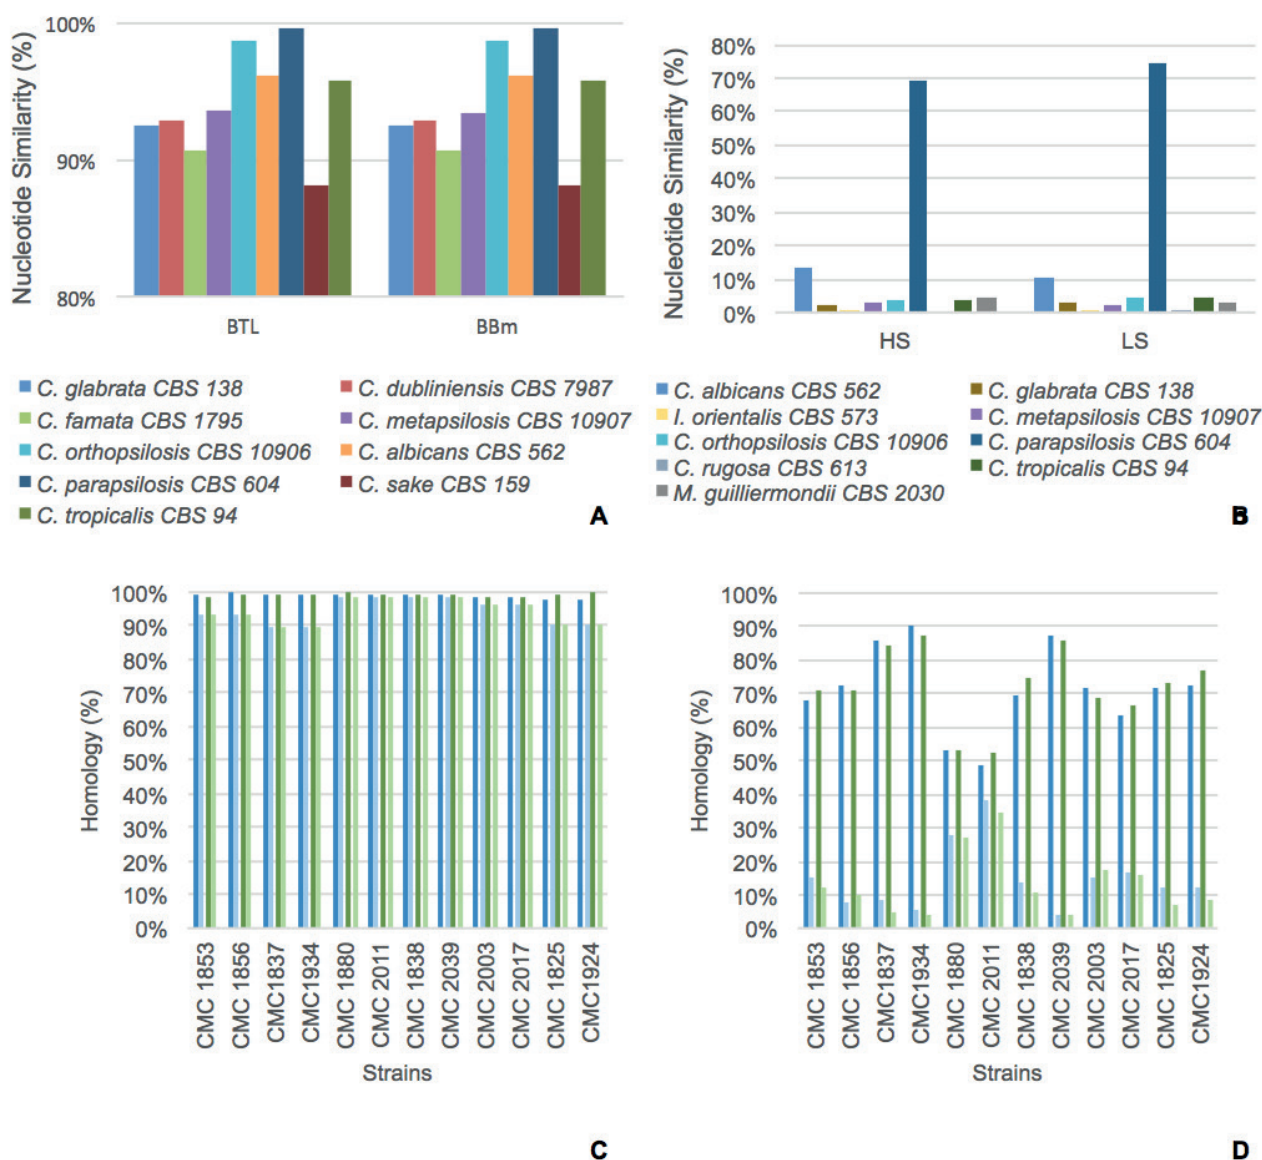 Nucleotide Similarity (%)
100%
90%
80%
BTL
BBm
C. glabrata CBS 138
C. dubliniensis CBS 7987
C. famata CBS 1795
C. metapsilosis CBS 10907
C. orthopsilosis CBS 10906
C. albicans CBS 562
C. parapsilosis CBS 604
C. sake CBS 159
C. tropicalis CBS 94
A
Nucleotide Similarity (%)
80%
70%
60%
50%
40%
30%
20%
10%
0%
HS
LS
C. albicans CBS 562
C. glabrata CBS 138
I. orientalis CBS 573
C. metapsilosis CBS 10907
C. orthopsilosis CBS 10906
C. parapsilosis CBS 604
C. rugosa CBS 613
C. tropicalis CBS 94
M. guilliermondii CBS 2030
B
Homology (%)
100%
90%
80%
70%
60%
50%
40%
30%
20%
10%
0%
CMC 1853
CMC 1856
CMC1837
CMC1934
CMC 1880
CMC 2011
CMC 1838
CMC 2039
CMC 2003
CMC 2017
CMC 1825
CMC1924
Strains
C
Homology (%)
100%
90%
80%
70%
60%
50%
40%
30%
20%
10%
0%
CMC 1853
CMC 1856
CMC1837
CMC1934
CMC 1880
CMC 2011
CMC 1838
CMC 2039
CMC 2003
CMC 2017
CMC 1825
CMC1924
Strains
D